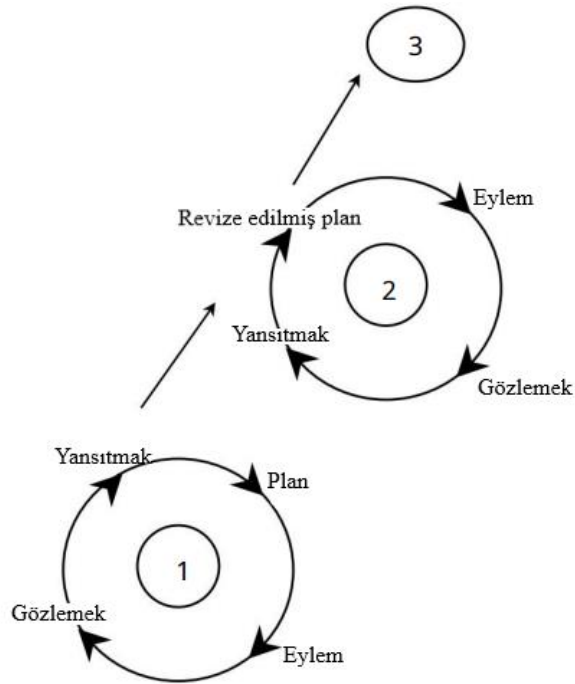 3
Revize edilmiş plan
Eylem
2
Yansıtmak
Gözlemek
Yansıtmak
Plan
1
Gözlemek
Eylem